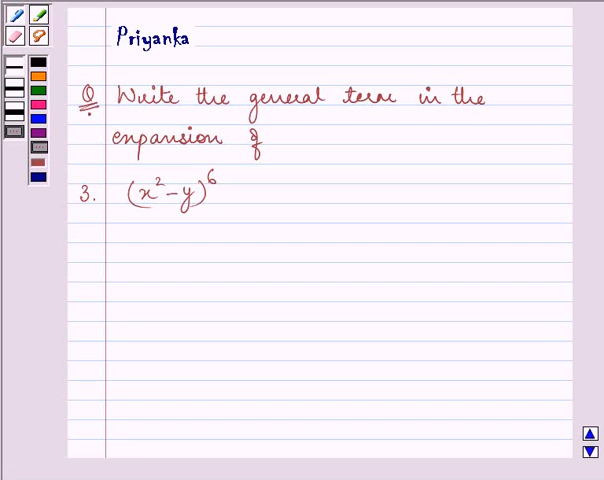 Priyanka
Q Write the general term in the
expansion of
3. (x² - y)⁶